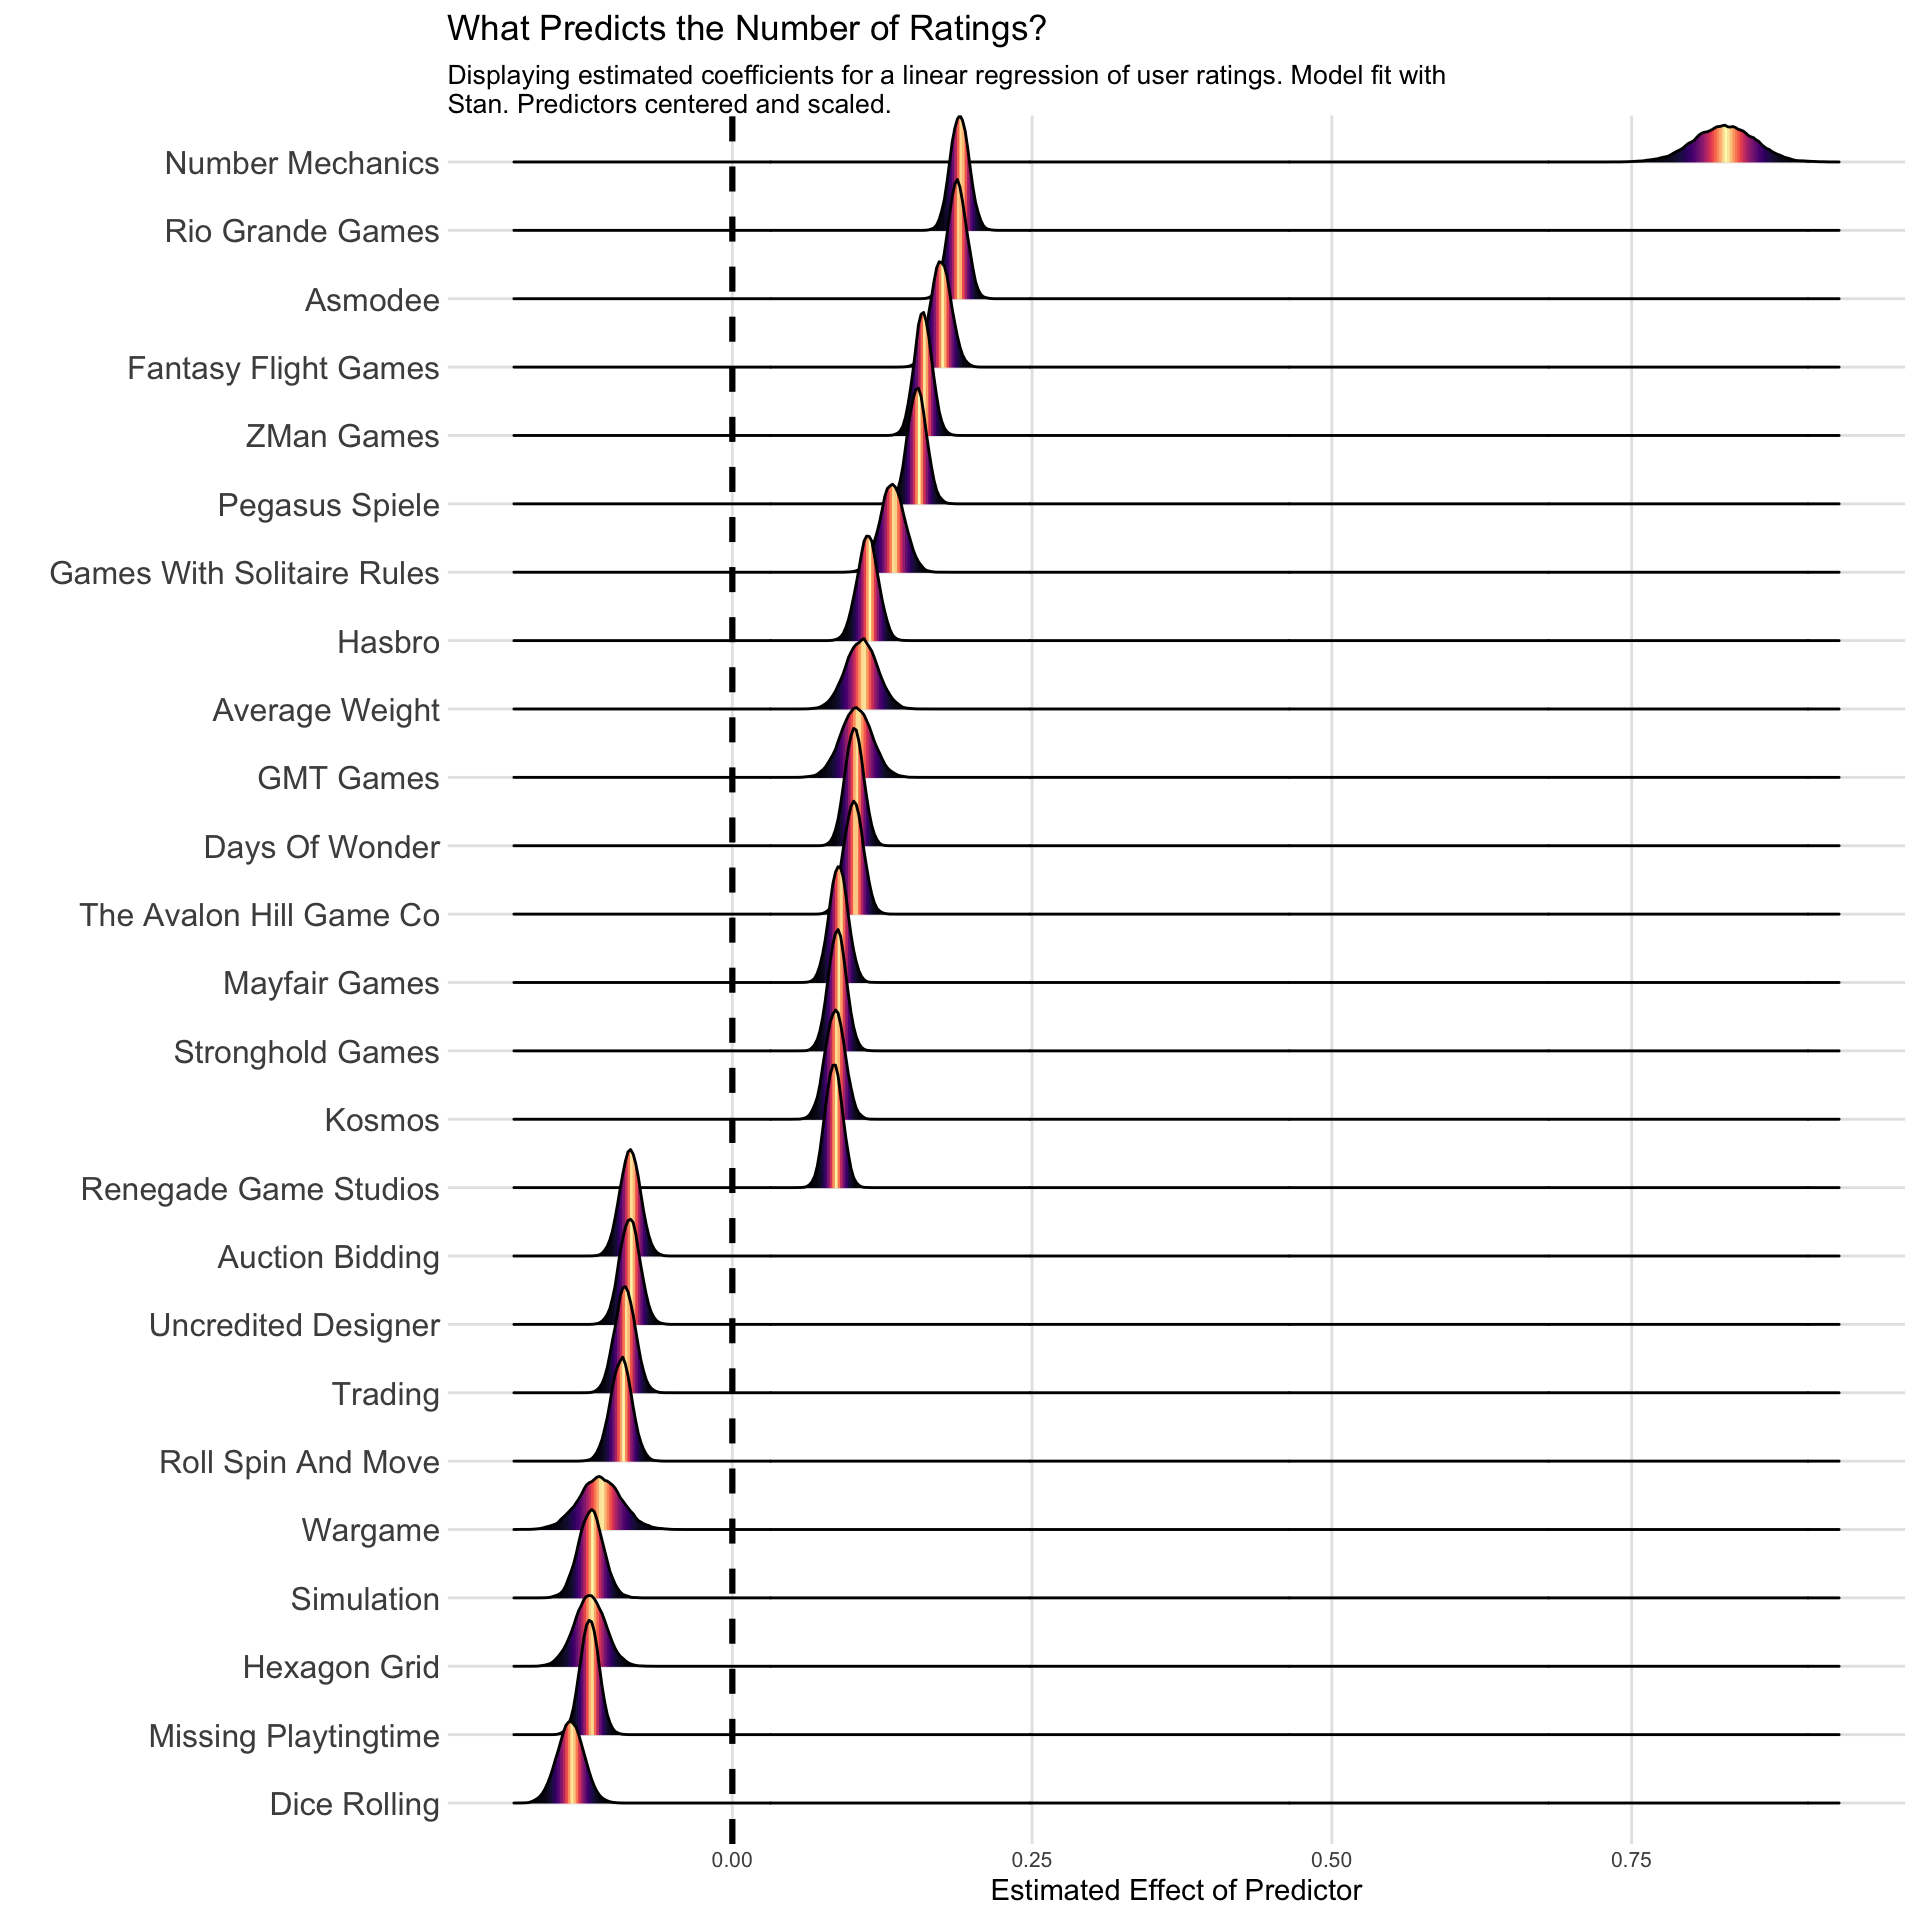 What Predicts the Number of Ratings?
Displaying estimated coefficients for a linear regression of user ratings. Model fit with
Stan. Predictors centered and scaled.
Number Mechanics
Rio Grande Games
Asmodee
Fantasy Flight Games
ZMan Games
Pegasus Spiele
Games With Solitaire Rules
Hasbro
Average Weight
GMT Games
Days Of Wonder
The Avalon Hill Game Co
Mayfair Games
Stronghold Games
Kosmos
Renegade Game Studios
Auction Bidding
Uncredited Designer
Trading
Roll Spin And Move
Wargame
Simulation
Hexagon Grid
Missing Playtingtime
Dice Rolling
0.00 0.25 0.50 0.75
Estimated Effect of Predictor